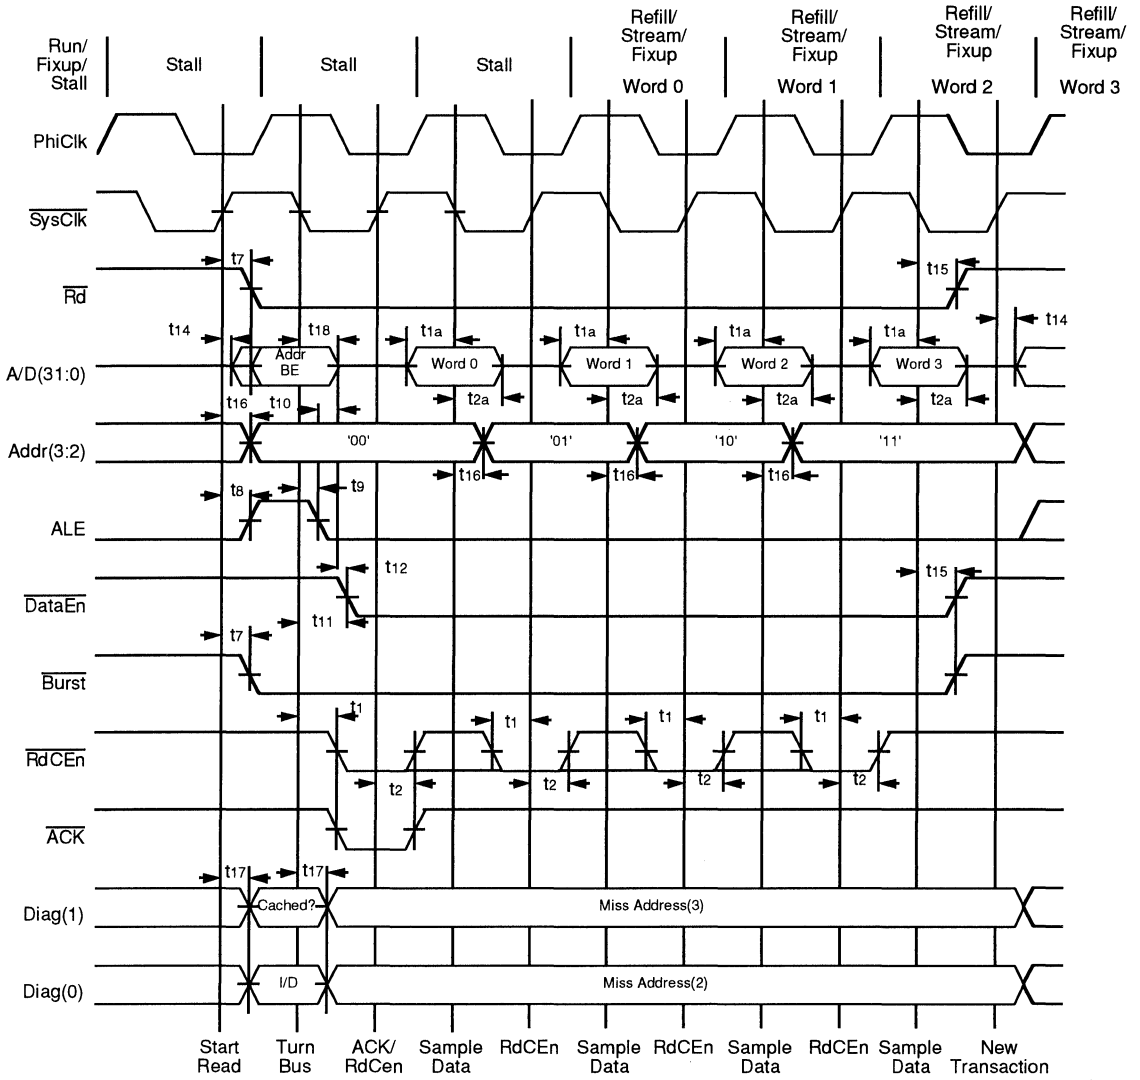 Run/
Fixup/
Stall
Stall
Stall
Stall
Refill/
Stream/
Fixup
Word 0
Refill/
Stream/
Fixup
Word 1
Refill/
Stream/
Fixup
Word 2
Refill/
Stream/
Fixup
Word 3
PhiClk
SysClk
t7
t15
Rd
t14
t18
t1a
t1a
t1a
t1a
t14
A/D(31:0)
Addr
BE
Word 0
Word 1
Word 2
Word 3
t2a
t2a
t2a
t2a
t16
t10
Addr(3:2)
'00'
'01'
'10'
'11'
t16
t16
t16
t8
t9
ALE
t12
t15
DataEn
t11
t7
Burst
t1
t1
t1
t1
RdCEn
t2
t2
t2
t2
ACK
t17
t17
Diag(1)
Cached?
Miss Address(3)
Diag(0)
I/D
Miss Address(2)
Start
Read
Turn
Bus
ACK/
RdCen
Sample
Data
RdCEn
Sample
Data
RdCEn
Sample
Data
RdCEn
Sample
Data
New
Transaction